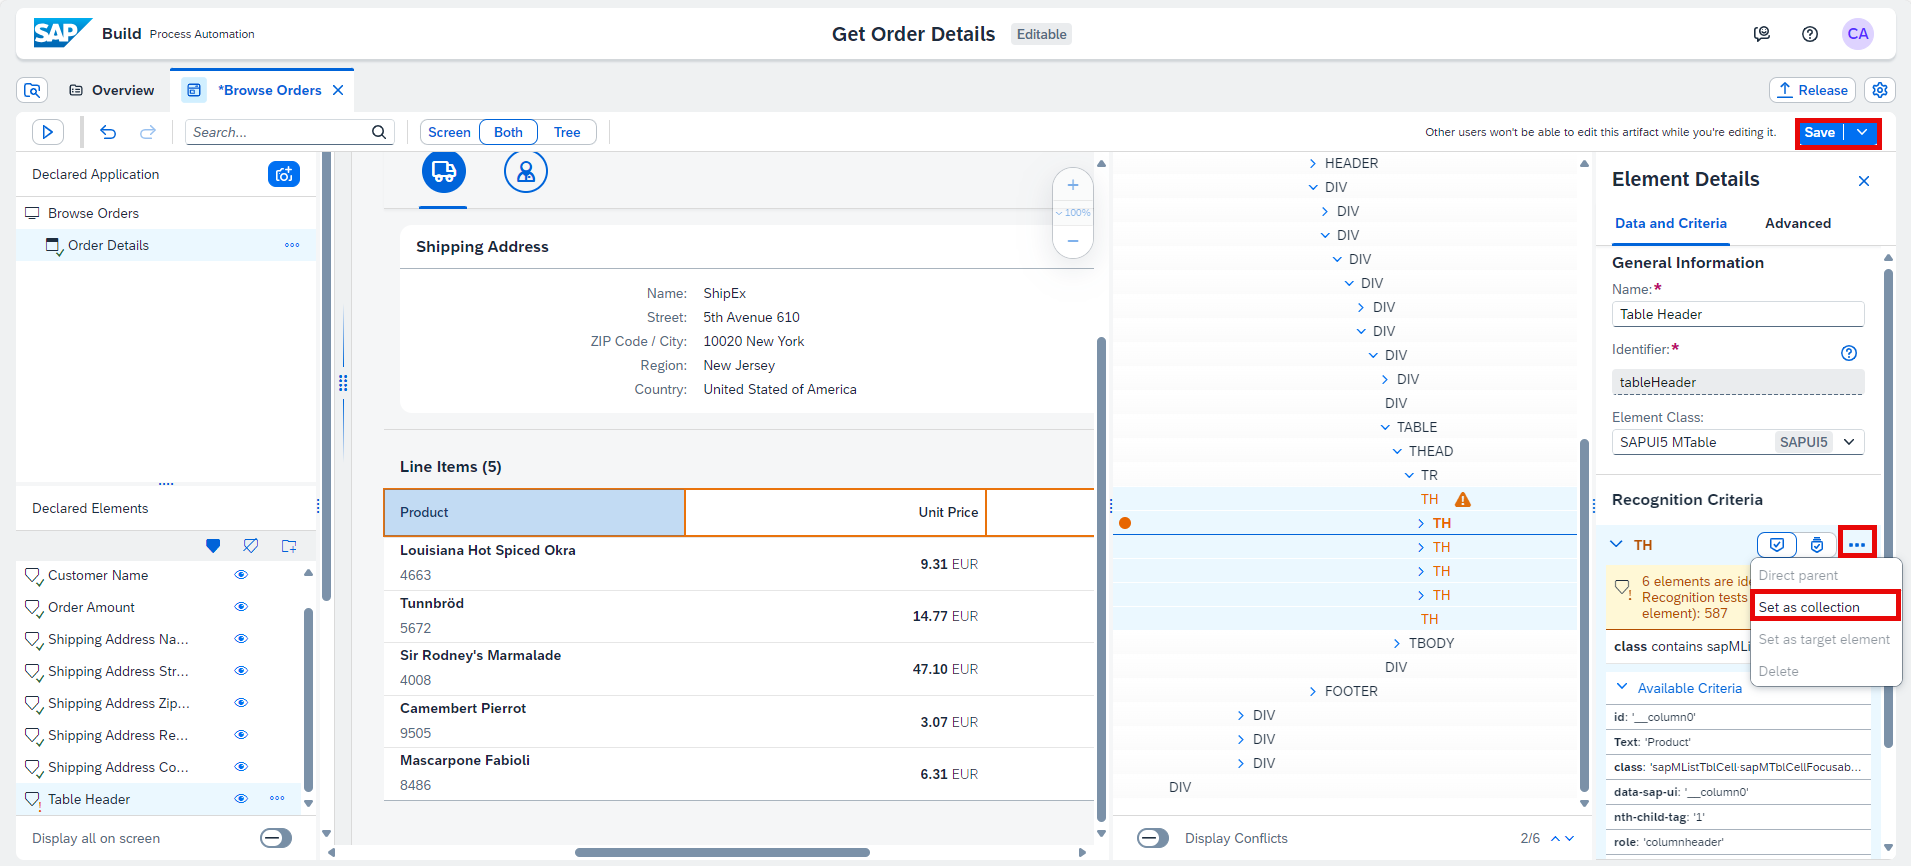 SAP Build Process Automation
Get Order Details Editable
CA
Overview
*Browse Orders
Release
Search...
Screen Both Tree
Other users won't be able to edit this artifact while you're editing it.
Save
Declared Application
Browse Orders
Order Details
Declared Elements
Customer Name
Order Amount
Shipping Address Na...
Shipping Address Str...
Shipping Address Zip...
Shipping Address Re...
Shipping Address Co...
Table Header
Display all on screen
100%
Shipping Address
Name: ShipEx
Street: 5th Avenue 610
ZIP Code / City: 10020 New York
Region: New Jersey
Country: United Stated of America
Line Items (5)
Product Unit Price
Louisiana Hot Spiced Okra
4663
9.31 EUR
Tunnbröd
5672
14.77 EUR
Sir Rodney's Marmalade
4008
47.10 EUR
Camembert Pierrot
9505
3.07 EUR
Mascarpone Fabioli
8486
6.31 EUR
HEADER
DIV
DIV
DIV
DIV
DIV
DIV
DIV
DIV
DIV
DIV
TABLE
THEAD
TR
TH
TH
TH
TH
TH
TH
TBODY
DIV
FOOTER
DIV
DIV
DIV
DIV
Display Conflicts
2/6
Element Details
Data and Criteria Advanced
General Information
Name:*
Table Header
Identifier:*
tableHeader
Element Class:
SAPUI5 MTable SAPUI5
Recognition Criteria
TH
6 elements are id
Recognition tests
element): 587
class contains sapMLi
Direct parent
Set as collection
Set as target element
Delete
Available Criteria
id: '__column0'
Text: 'Product'
class: 'sapMListTblCell·sapMTblCellFocusab...
data-sap-ui: '__column0'
nth-child-tag: '1'
role: 'columnheader'